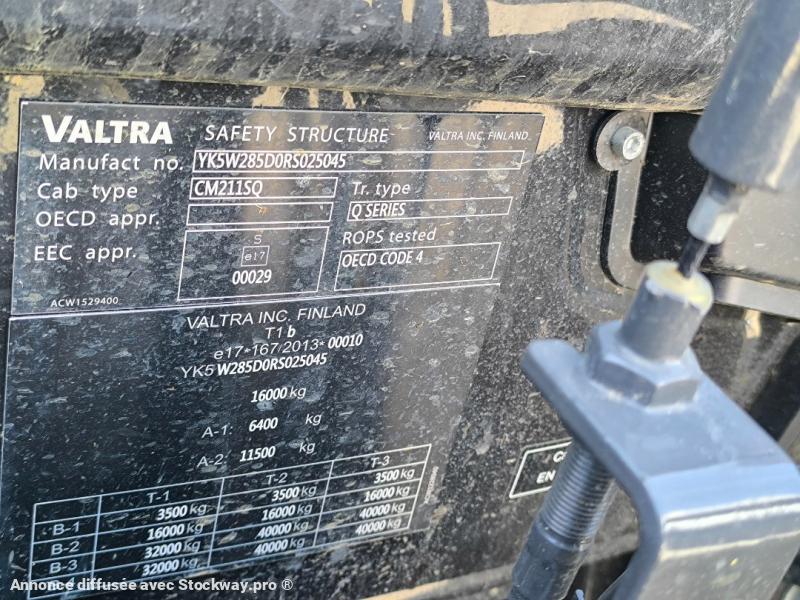 VALTRA SAFETY STRUCTURE VALTRA INC. FINLAND.
Manufact no. YK5W285D0RS025045
Cab type CM211SQ Tr. type
OECD appr. Q SERIES
EEC appr. S ROPS tested
e17 OECD CODE 4
00029
ACW1529400
VALTRA INC. FINLAND
T1 b
e17*167/2013*00010
YK5 W285D0RS025045
16000 kg
A-1: 6400 kg
A-2: 11500 kg
T-1 T-2 T-3
B-1 3500 kg 3500 kg 3500 kg
B-2 16000 kg 16000 kg 16000 kg
B-3 32000 kg 40000 kg 40000 kg
32000 kg 40000 kg 40000 kg
EN
Annonce diffusée avec Stockway.pro ®